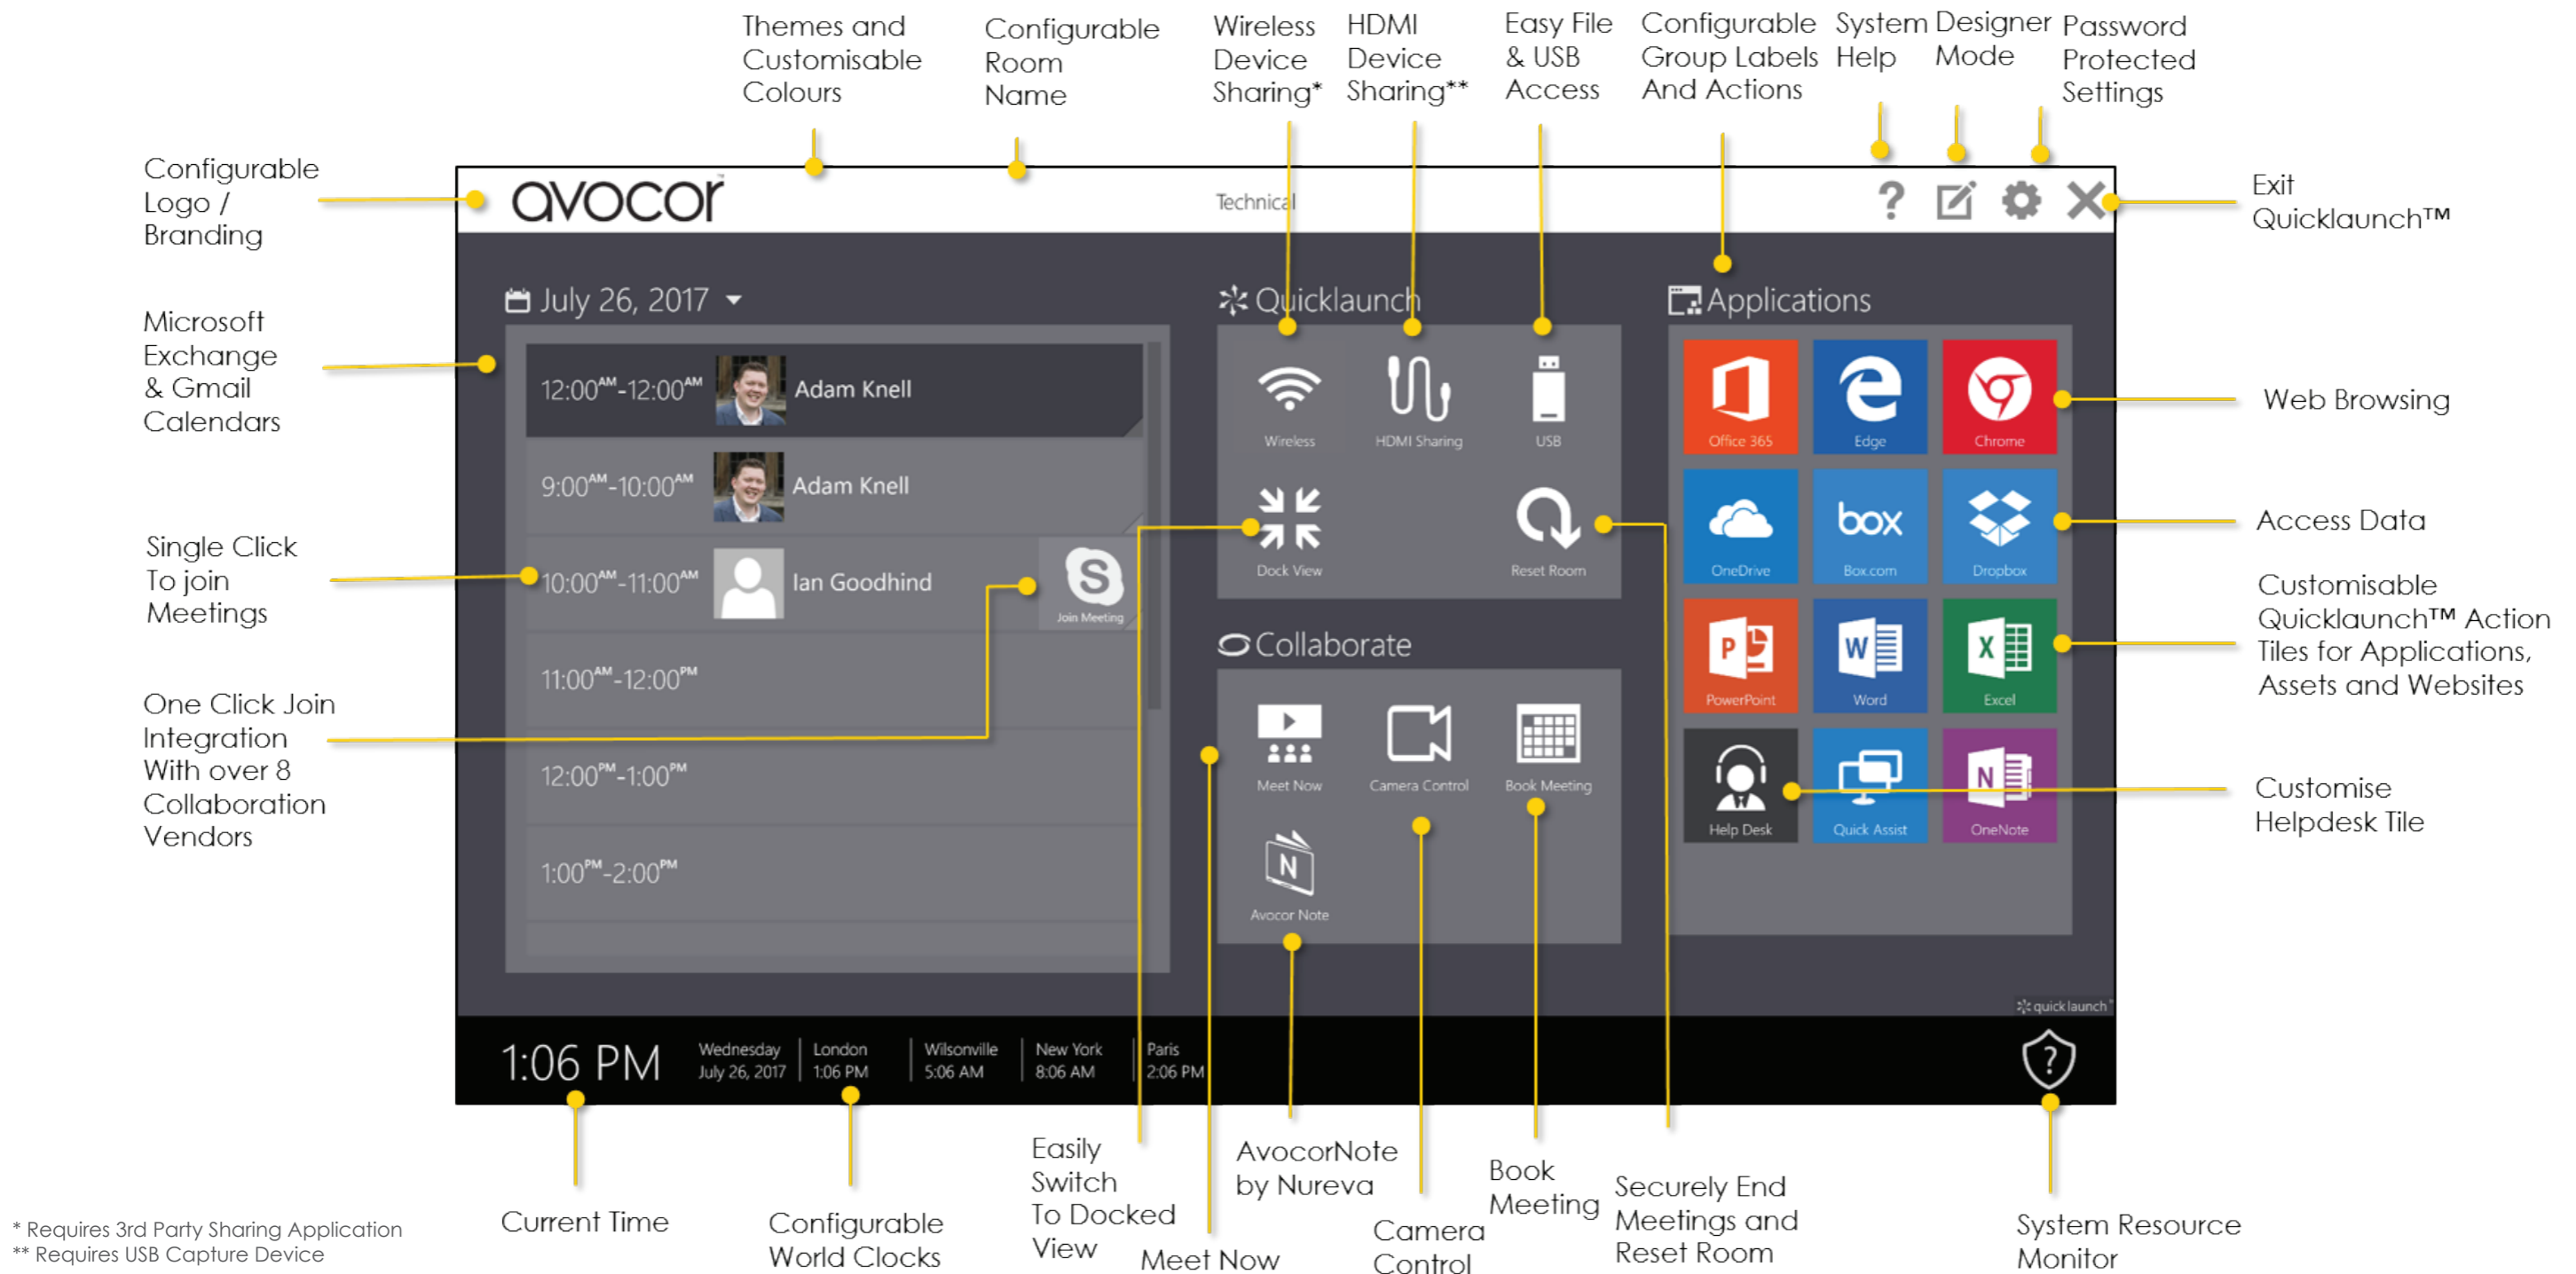 Themes and
Customisable
Colours
Configurable
Room
Name
Wireless
Device
Sharing*
HDMI
Device
Sharing**
Easy File
& USB
Access
Configurable
Group Labels
And Actions
System
Help
Designer
Mode
Password
Protected
Settings
Configurable
Logo /
Branding
avocor™
Technical
?
Exit
Quicklaunch™
Microsoft
Exchange
& Gmail
Calendars
July 26, 2017
12:00AM-12:00AM Adam Knell
9:00AM-10:00AM Adam Knell
Single Click
To join
Meetings
10:00AM-11:00AM Ian Goodhind
S
Join Meeting
11:00AM-12:00PM
One Click Join
Integration
With over 8
Collaboration
Vendors
12:00PM-1:00PM
1:00PM-2:00PM
Quicklaunch
Wireless
HDMI Sharing
USB
Dock View
Reset Room
Collaborate
Meet Now
Camera Control
Book Meeting
N
Avocor Note
Applications
Office 365
Edge
Chrome
OneDrive
box
Box.com
Dropbox
P
PowerPoint
W
Word
X
Excel
Help Desk
Quick Assist
N
OneNote
Web Browsing
Access Data
Customisable
Quicklaunch™ Action
Tiles for Applications,
Assets and Websites
Customise
Helpdesk Tile
quicklaunch
1:06 PM
Wednesday
July 26, 2017
London
1:06 PM
Wilsonville
5:06 AM
New York
8:06 AM
Paris
2:06 PM
?
Current Time
Configurable
World Clocks
Easily
Switch
To Docked
View
Meet Now
AvocorNote
by Nureva
Camera
Control
Book
Meeting
Securely End
Meetings and
Reset Room
System Resource
Monitor
* Requires 3rd Party Sharing Application
** Requires USB Capture Device